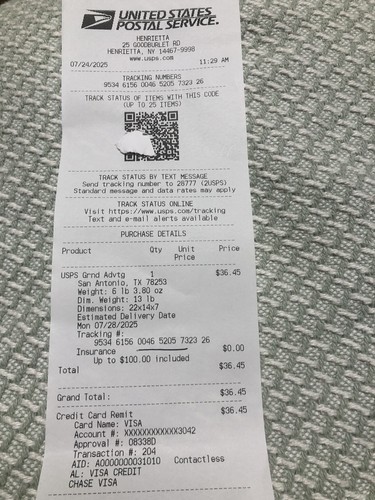 UNITED STATES
POSTAL SERVICE.
HENRIETTA
25 GOODBURLET RD
HENRIETTA, NY 14467-9998
www.usps.com
07/24/2025 11:29 AM
TRACKING NUMBERS
9534 6156 0046 5205 7323 26
TRACK STATUS OF ITEMS WITH THIS CODE
(UP TO 25 ITEMS)
TRACK STATUS BY TEXT MESSAGE
Send tracking number to 28777 (2USPS)
Standard message and data rates may apply
TRACK STATUS ONLINE
Visit https://www.usps.com/tracking
Text and e-mail alerts available
PURCHASE DETAILS
Product Qty Unit Price
Price
USPS Grnd Advtg 1 $36.45
San Antonio, TX 78253
Weight: 6 lb 3.80 oz
Dim. Weight: 13 lb
Dimensions: 22x14x7
Estimated Delivery Date
Mon 07/28/2025
Tracking #:
9534 6156 0046 5205 7323 26
Insurance $0.00
Up to $100.00 included
Total $36.45
Grand Total: $36.45
Credit Card Remit $36.45
Card Name: VISA
Account #: XXXXXXXXXXXX3042
Approval #: 08338D
Transaction #: 204
AID: A0000000031010 Contactless
AL: VISA CREDIT
CHASE VISA